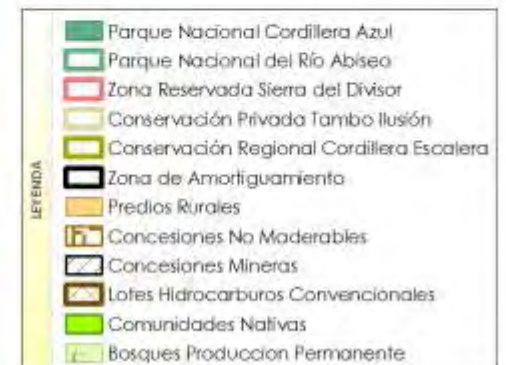 LEYENDA
Parque Nacional Cordillera Azul
Parque Nacional del Río Abiseo
Zona Reservada Sierra del Divisor
Conservación Privada Tambo Ilusión
Conservación Regional Cordillera Escalera
Zona de Amortiguamiento
Predios Rurales
Concesiones No Maderables
Concesiones Mineras
Lotes Hidrocarburos Convencionales
Comunidades Nativas
Bosques Produccion Permanente